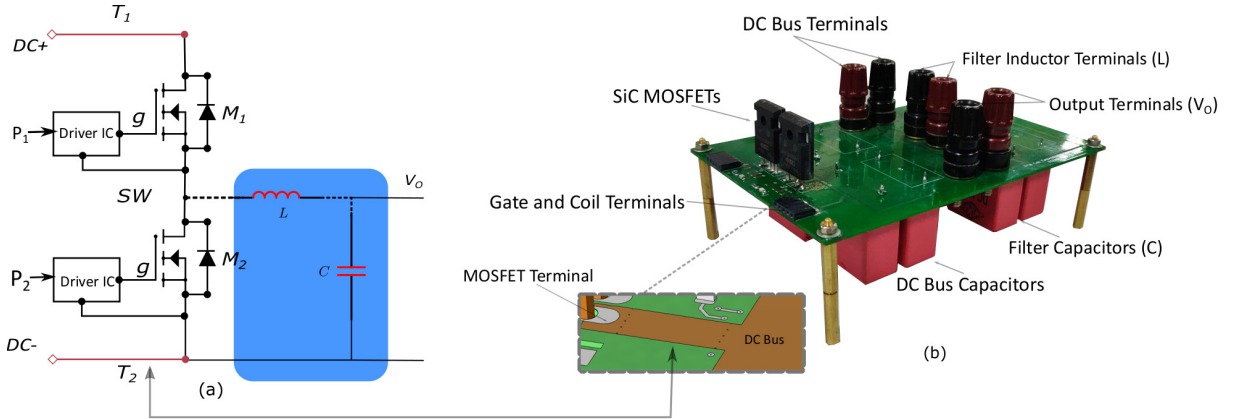 T1
DC+
P1
Driver IC
g
M1
SW
VO
L
C
P2
Driver IC
g
M2
DC-
T2
(a)
DC Bus Terminals
Filter Inductor Terminals (L)
SiC MOSFETs
Output Terminals (VO)
Gate and Coil Terminals
Filter Capacitors (C)
MOSFET Terminal
DC Bus Capacitors
DC Bus
(b)